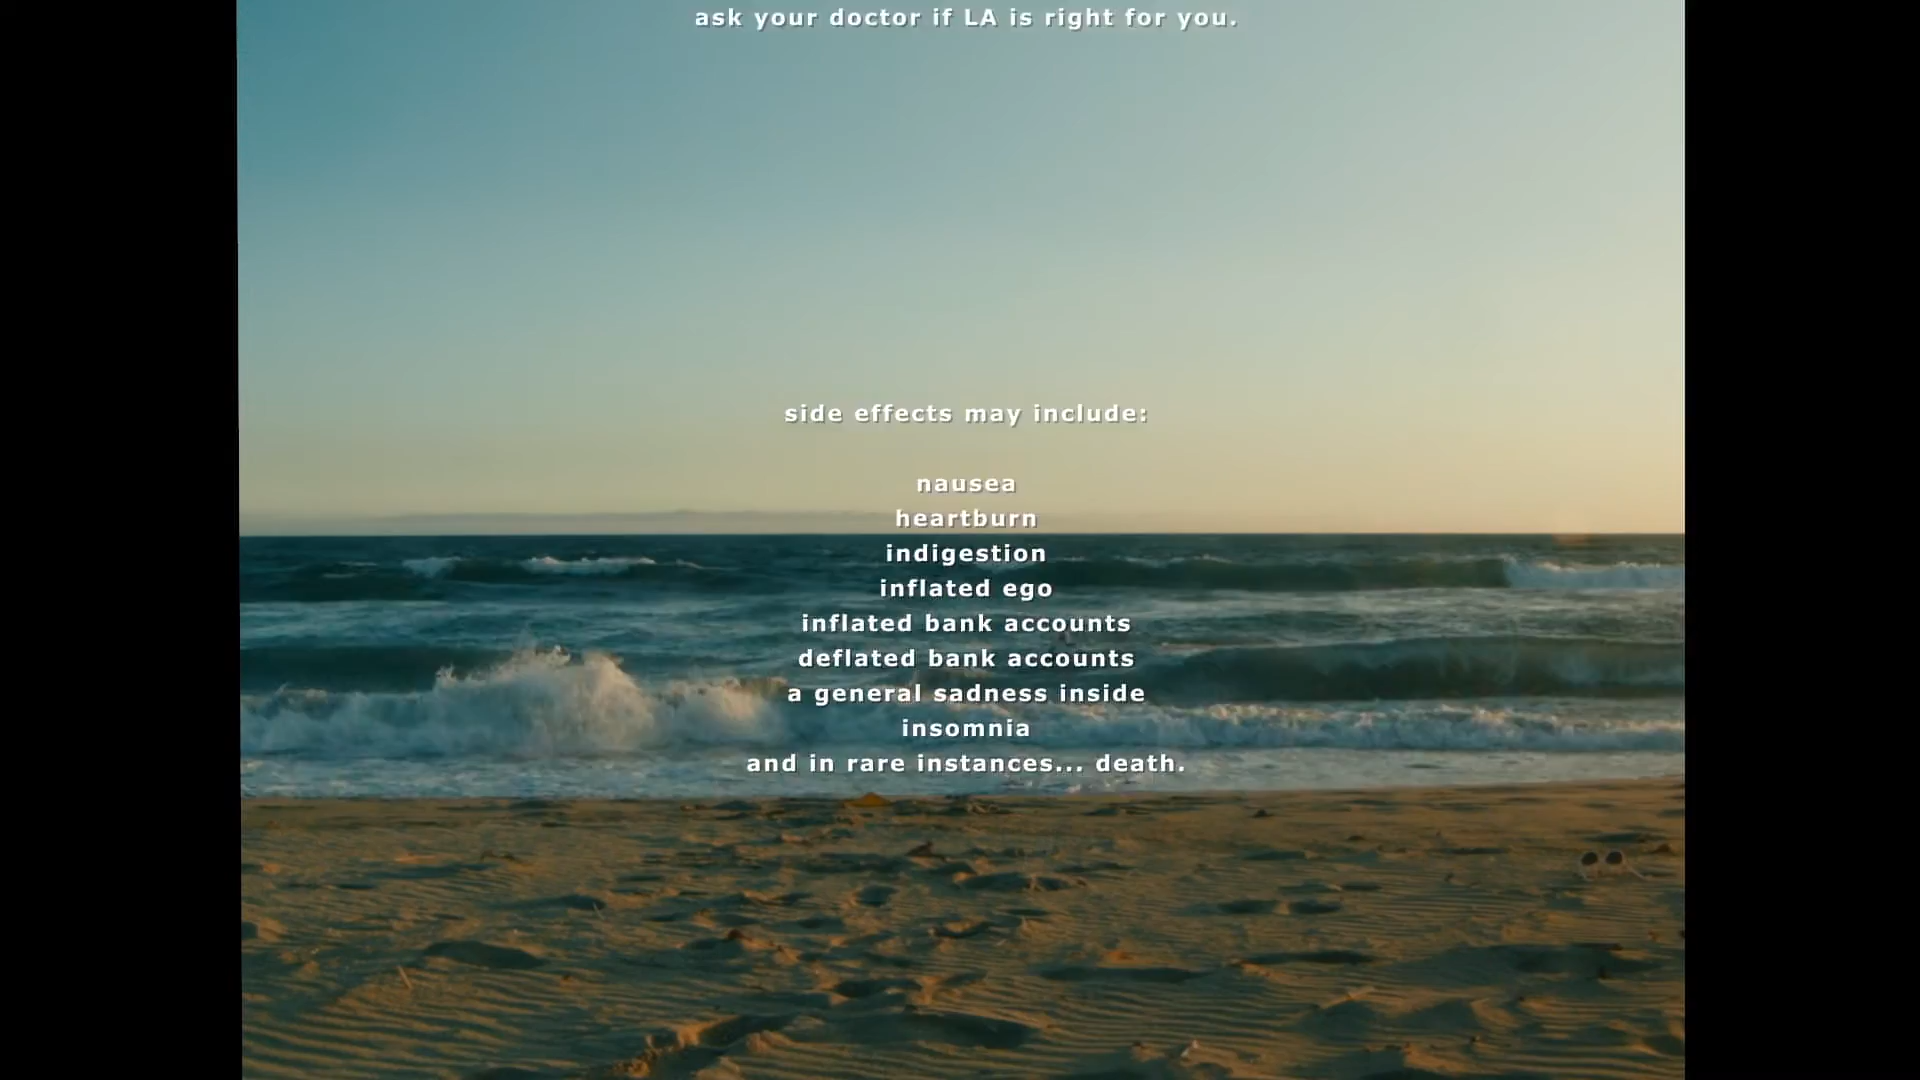 ask your doctor if LA is right for you.
side effects may include:
nausea
heartburn
indigestion
inflated ego
inflated bank accounts
deflated bank accounts
a general sadness inside
insomnia
and in rare instances... death.